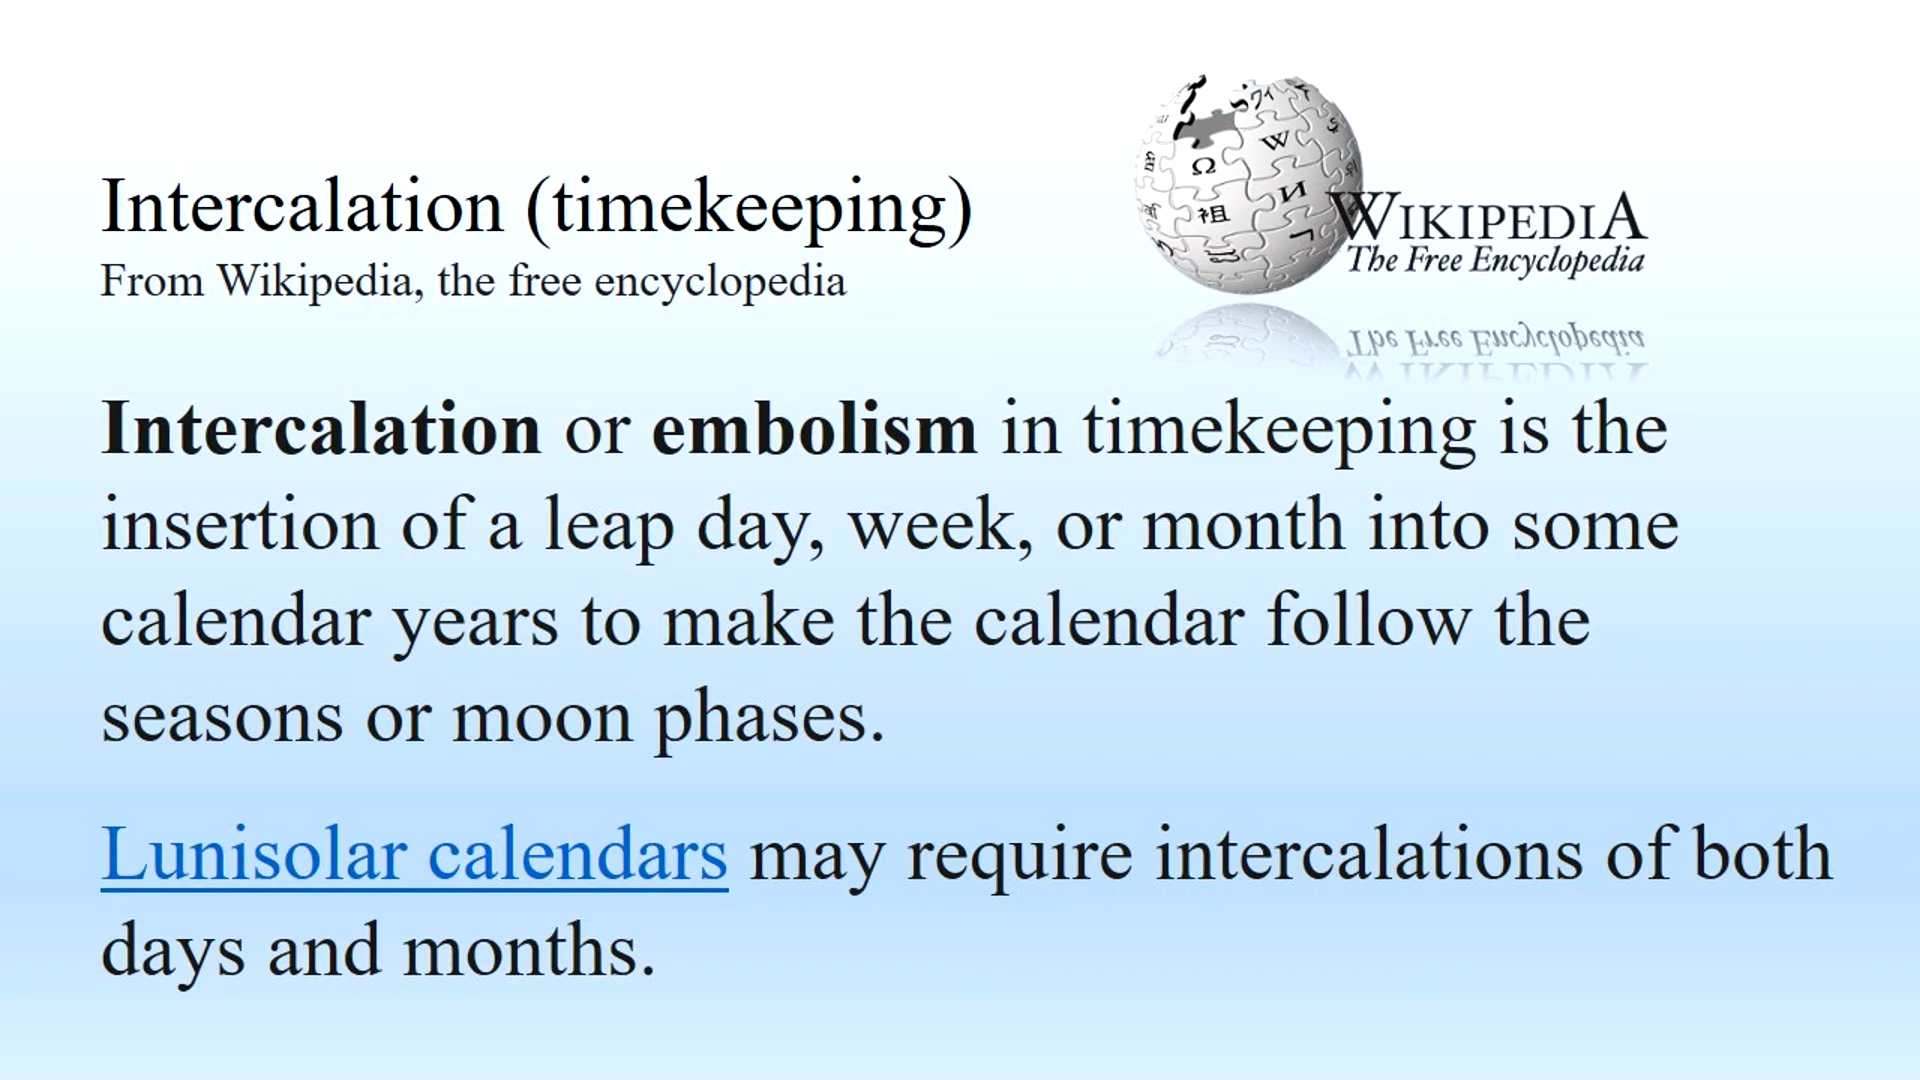 Intercalation (timekeeping)
From Wikipedia, the free encyclopedia
WIKIPEDIA
The Free Encyclopedia
Intercalation or embolism in timekeeping is the
insertion of a leap day, week, or month into some
calendar years to make the calendar follow the
seasons or moon phases.
Lunisolar calendars may require intercalations of both
days and months.